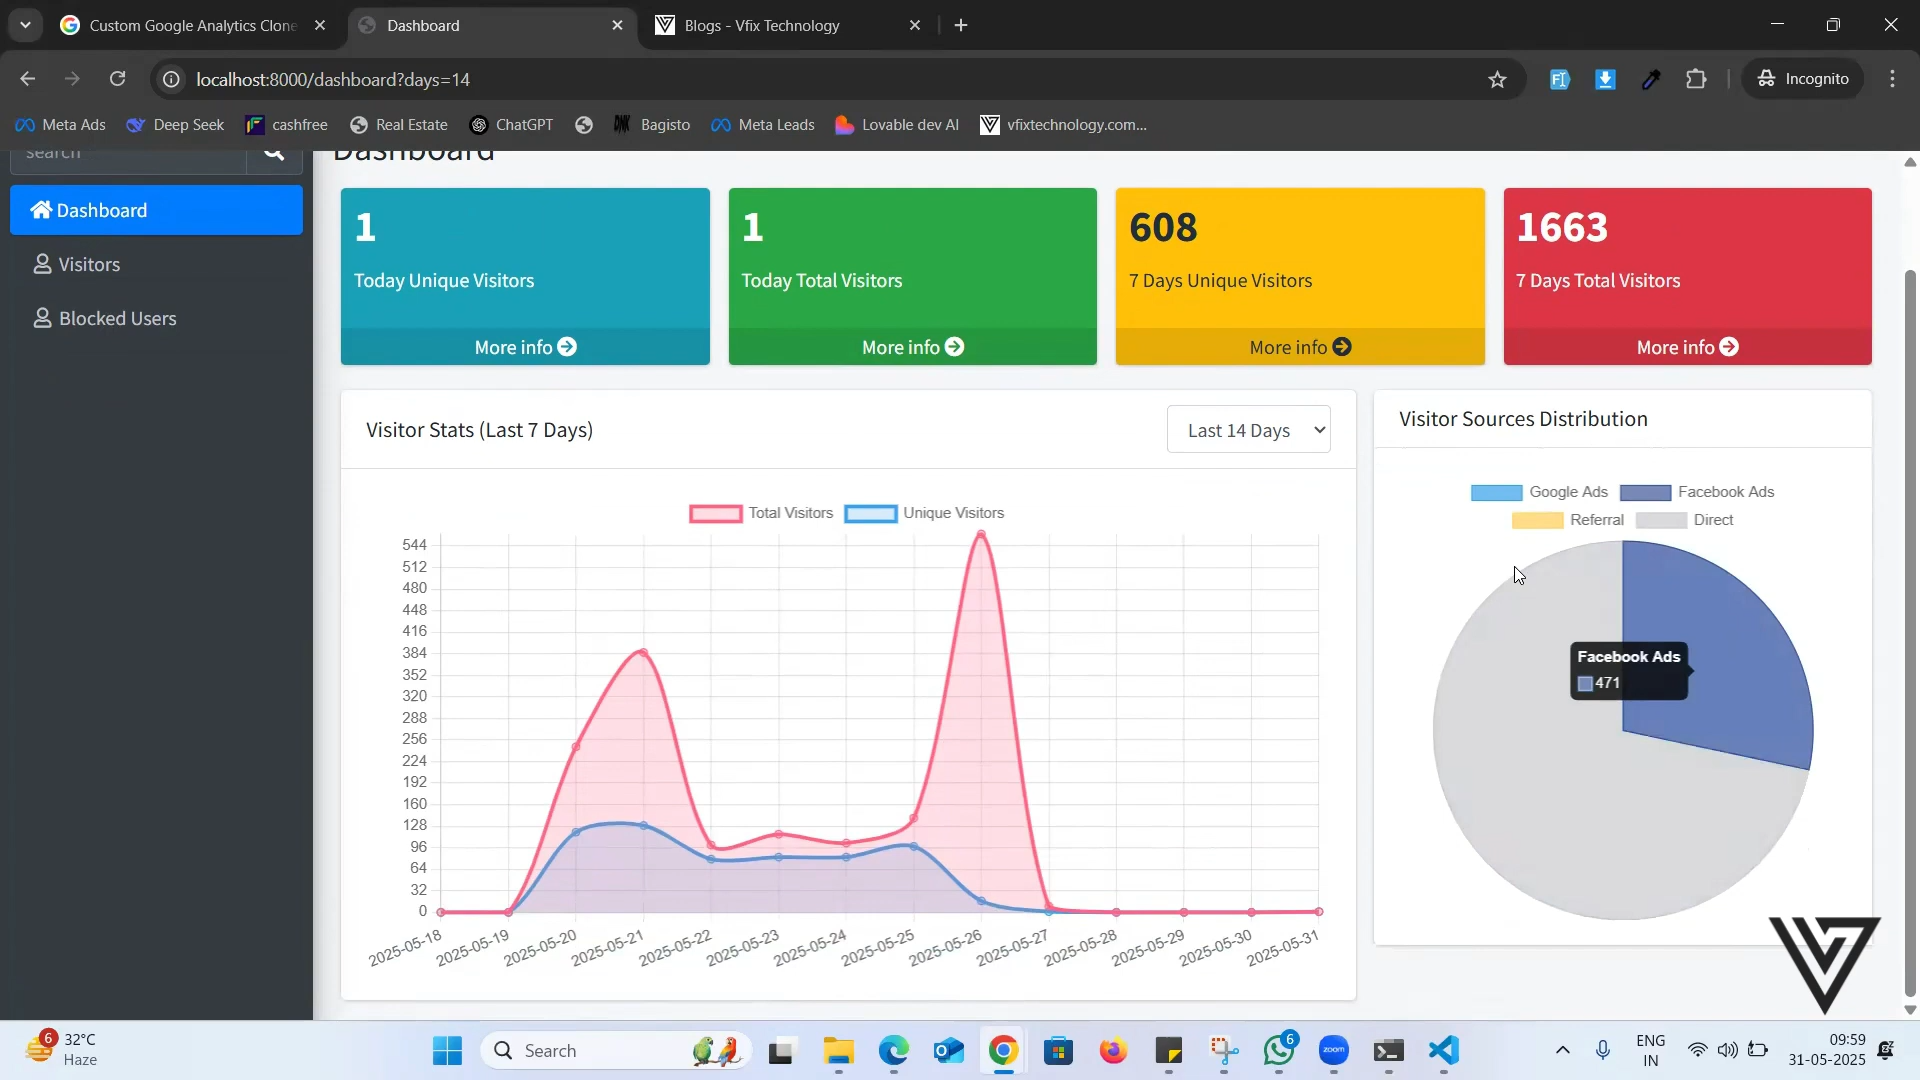 Custom Google Analytics Clone
Dashboard
Blogs - Vfix Technology
localhost:8000/dashboard?days=14
Incognito
Meta Ads
Deep Seek
cashfree
Real Estate
ChatGPT
Bagisto
Meta Leads
Lovable dev AI
vfixtechnology.com...
search
Dashboard
Dashboard
Visitors
Blocked Users
1
Today Unique Visitors
More info
1
Today Total Visitors
More info
608
7 Days Unique Visitors
More info
1663
7 Days Total Visitors
More info
Visitor Stats (Last 7 Days)
Last 14 Days
Total Visitors
Unique Visitors
544
512
480
448
416
384
352
320
288
256
224
192
160
128
96
64
32
0
2025-05-18
2025-05-19
2025-05-20
2025-05-21
2025-05-22
2025-05-23
2025-05-24
2025-05-25
2025-05-26
2025-05-27
2025-05-28
2025-05-29
2025-05-30
2025-05-31
Visitor Sources Distribution
Google Ads
Facebook Ads
Referral
Direct
Facebook Ads
471
6
32°C
Haze
Search
6
zoom
ENG
IN
09:59
31-05-2025